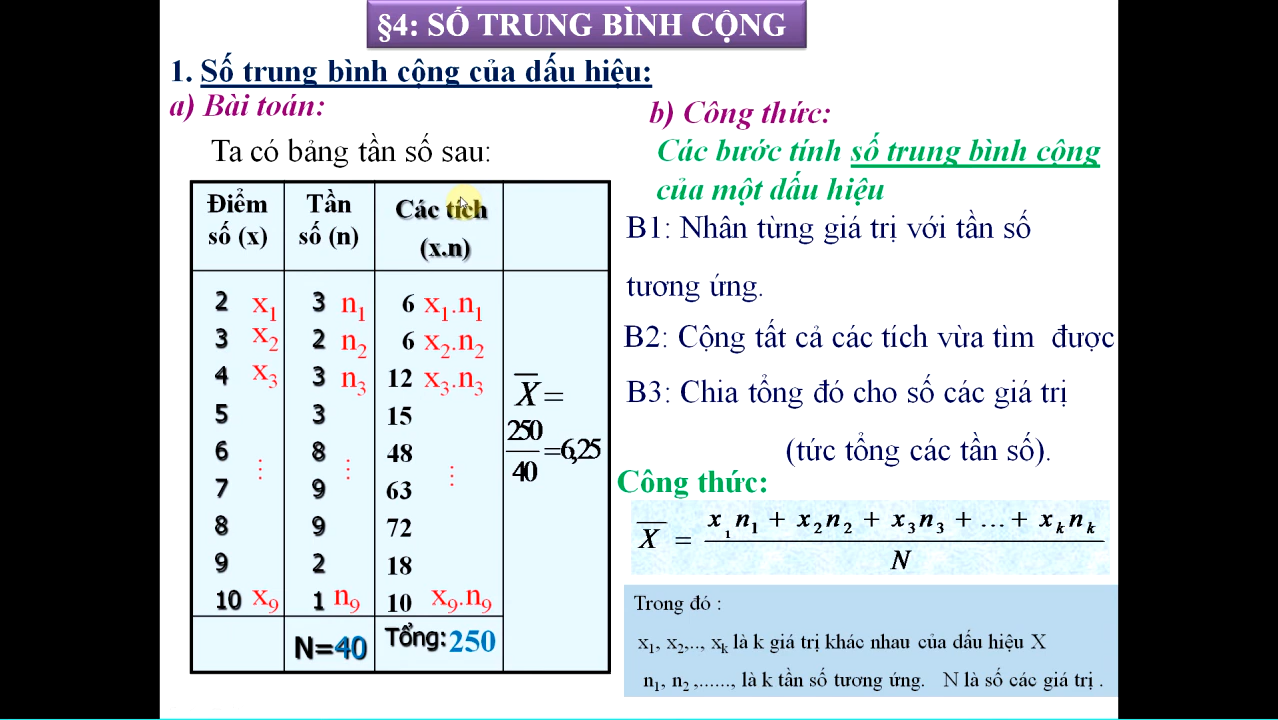 §4: SỐ TRUNG BÌNH CỘNG
1. Số trung bình cộng của dấu hiệu:
a) Bài toán:
Ta có bảng tần số sau:
Điểm số (x) Tần số (n) Các tích (x.n)
2 x1 3 n1 6 x1.n1
3 x2 2 n2 6 x2.n2
4 x3 3 n3 12 x3.n3
5 3 15
6 8 48
7 9 63
8 9 72
9 2 18
10 x9 1 n9 10 x9.n9
N=40 Tổng: 250
X̅ =
250/40 =6,25
b) Công thức:
Các bước tính số trung bình cộng
của một dấu hiệu
B1: Nhân từng giá trị với tần số
tương ứng.
B2: Cộng tất cả các tích vừa tìm được
B3: Chia tổng đó cho số các giá trị
(tức tổng các tần số).
Công thức:
X̅ = (x1n1 + x2n2 + x3n3 + ...+ xknk) / N
Trong đó :
x1, x2,.., xk là k giá trị khác nhau của dấu hiệu X
n1, n2 ,......, là k tần số tương ứng. N là số các giá trị .